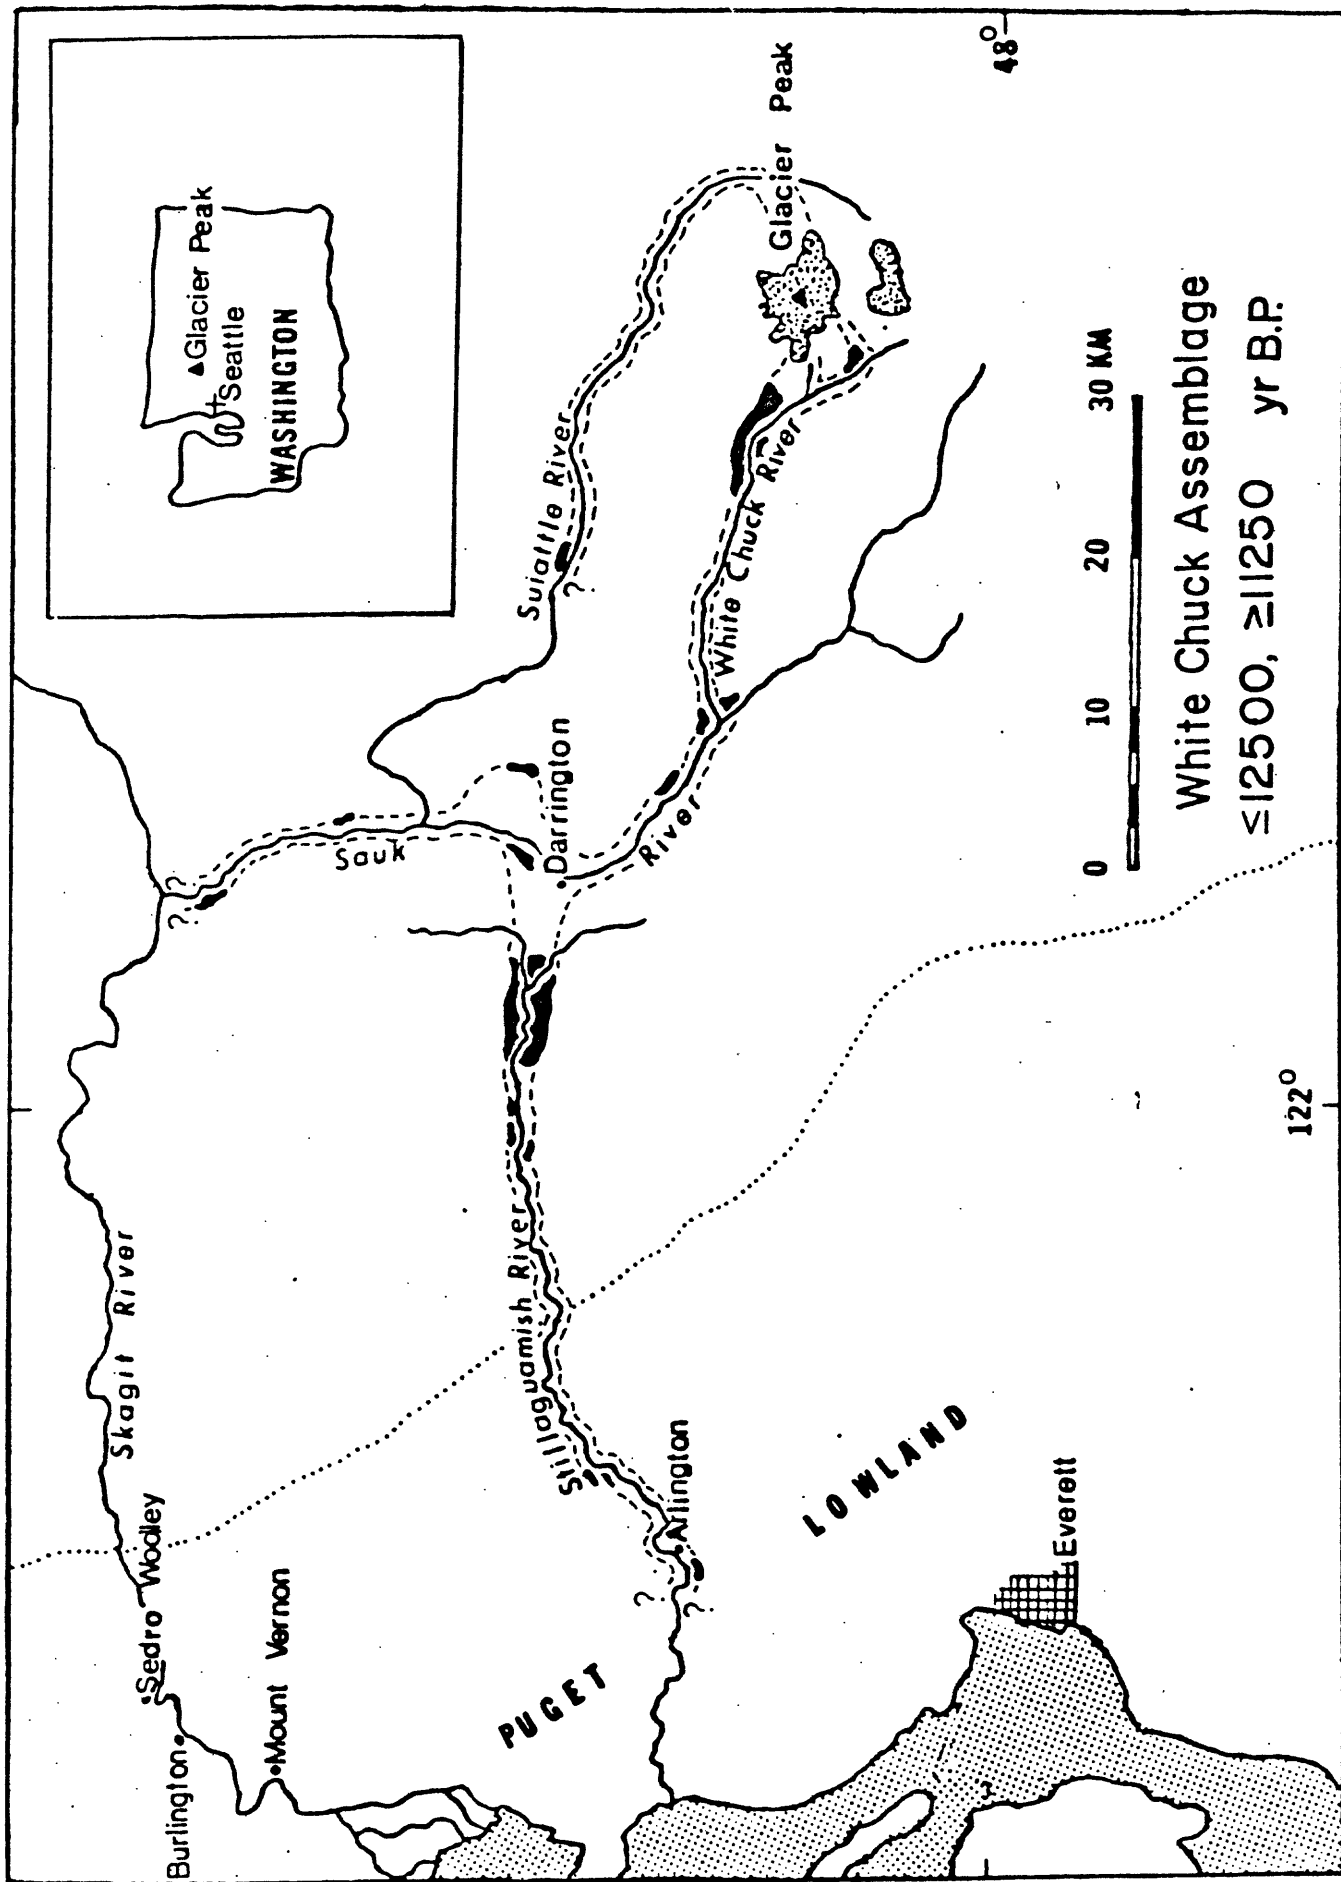 Skagit River
Sedro Woolley
Burlington
Mount Vernon
?
?
Sauk
River
Suiattle River
?
Darrington
Stillaguamish River
White Chuck River
Glacier Peak
PUGET
LOWLAND
?
?
Arlington
Everett
▲Glacier Peak
Seattle
WASHINGTON
48°
122°
0 10 20 30 KM
White Chuck Assemblage
≤12500, ≥11250 yr B.P.